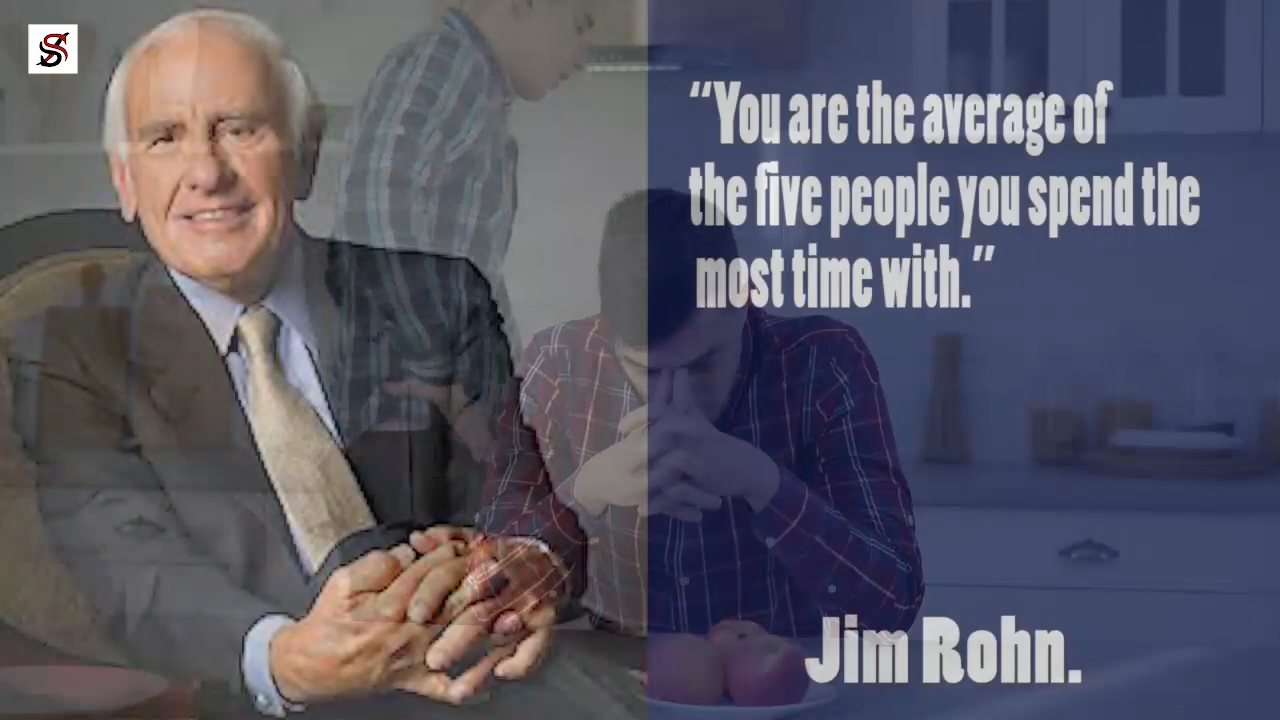 S
“You are the average of
the five people you spend the
most time with.”
Jim Rohn.